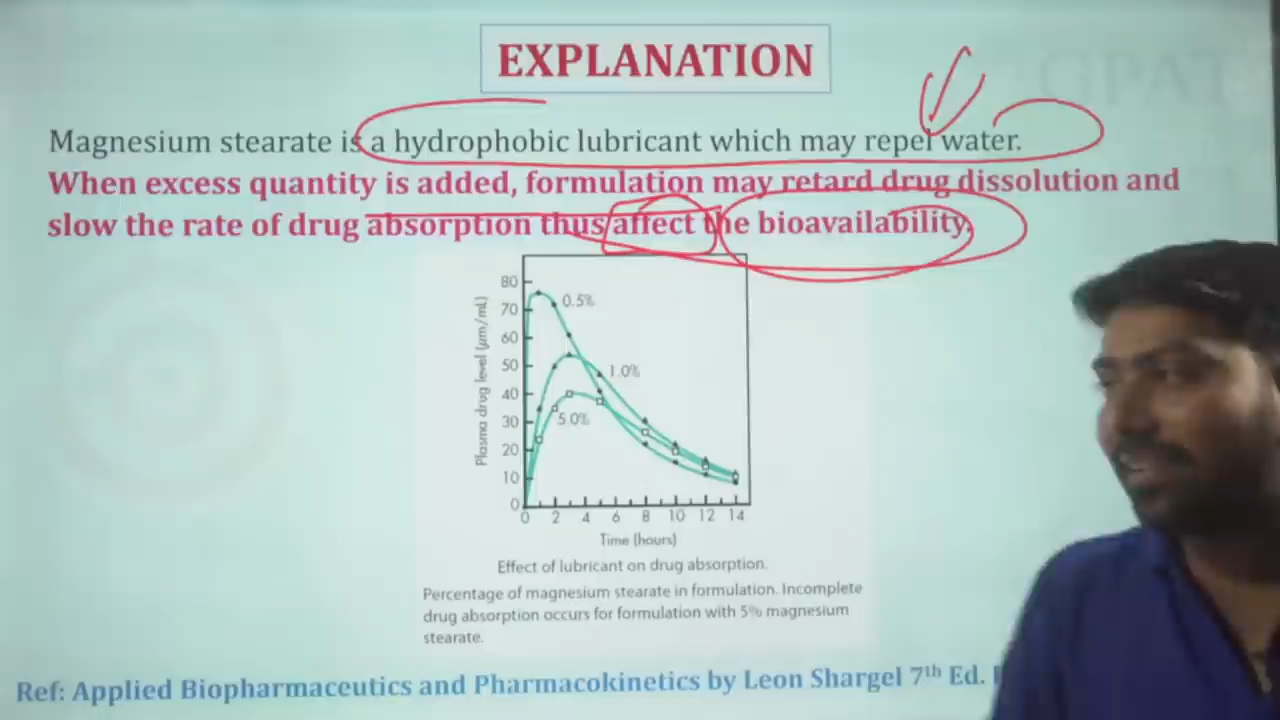 GPAT
EXPLANATION
Magnesium stearate is a hydrophobic lubricant which may repel water.
When excess quantity is added, formulation may retard drug dissolution and
slow the rate of drug absorption thus affect the bioavailability.
Plasma drug level (μm/mL)
80
70
60
50
40
30
20
10
0
0.5%
1.0%
5.0%
0 2 4 6 8 10 12 14
Time (hours)
Effect of lubricant on drug absorption.
Percentage of magnesium stearate in formulation. Incomplete
drug absorption occurs for formulation with 5% magnesium
stearate.
Ref: Applied Biopharmaceutics and Pharmacokinetics by Leon Shargel 7th Ed.